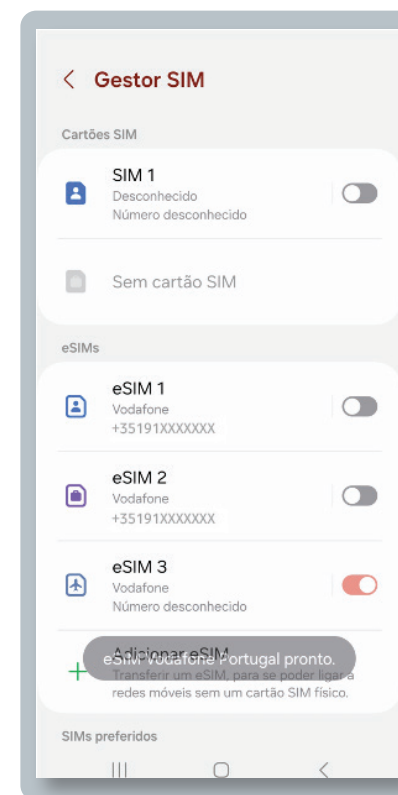 Gestor SIM
Cartões SIM
SIM 1
Desconhecido
Número desconhecido
Sem cartão SIM
eSIMs
eSIM 1
Vodafone
+35191XXXXXXX
eSIM 2
Vodafone
+35191XXXXXXX
eSIM 3
Vodafone
Número desconhecido
Adicionar eSIM
eSIM Vodafone Portugal pronto.
Transferir um eSIM, para se poder ligar a
redes móveis sem um cartão SIM físico.
SIMs preferidos